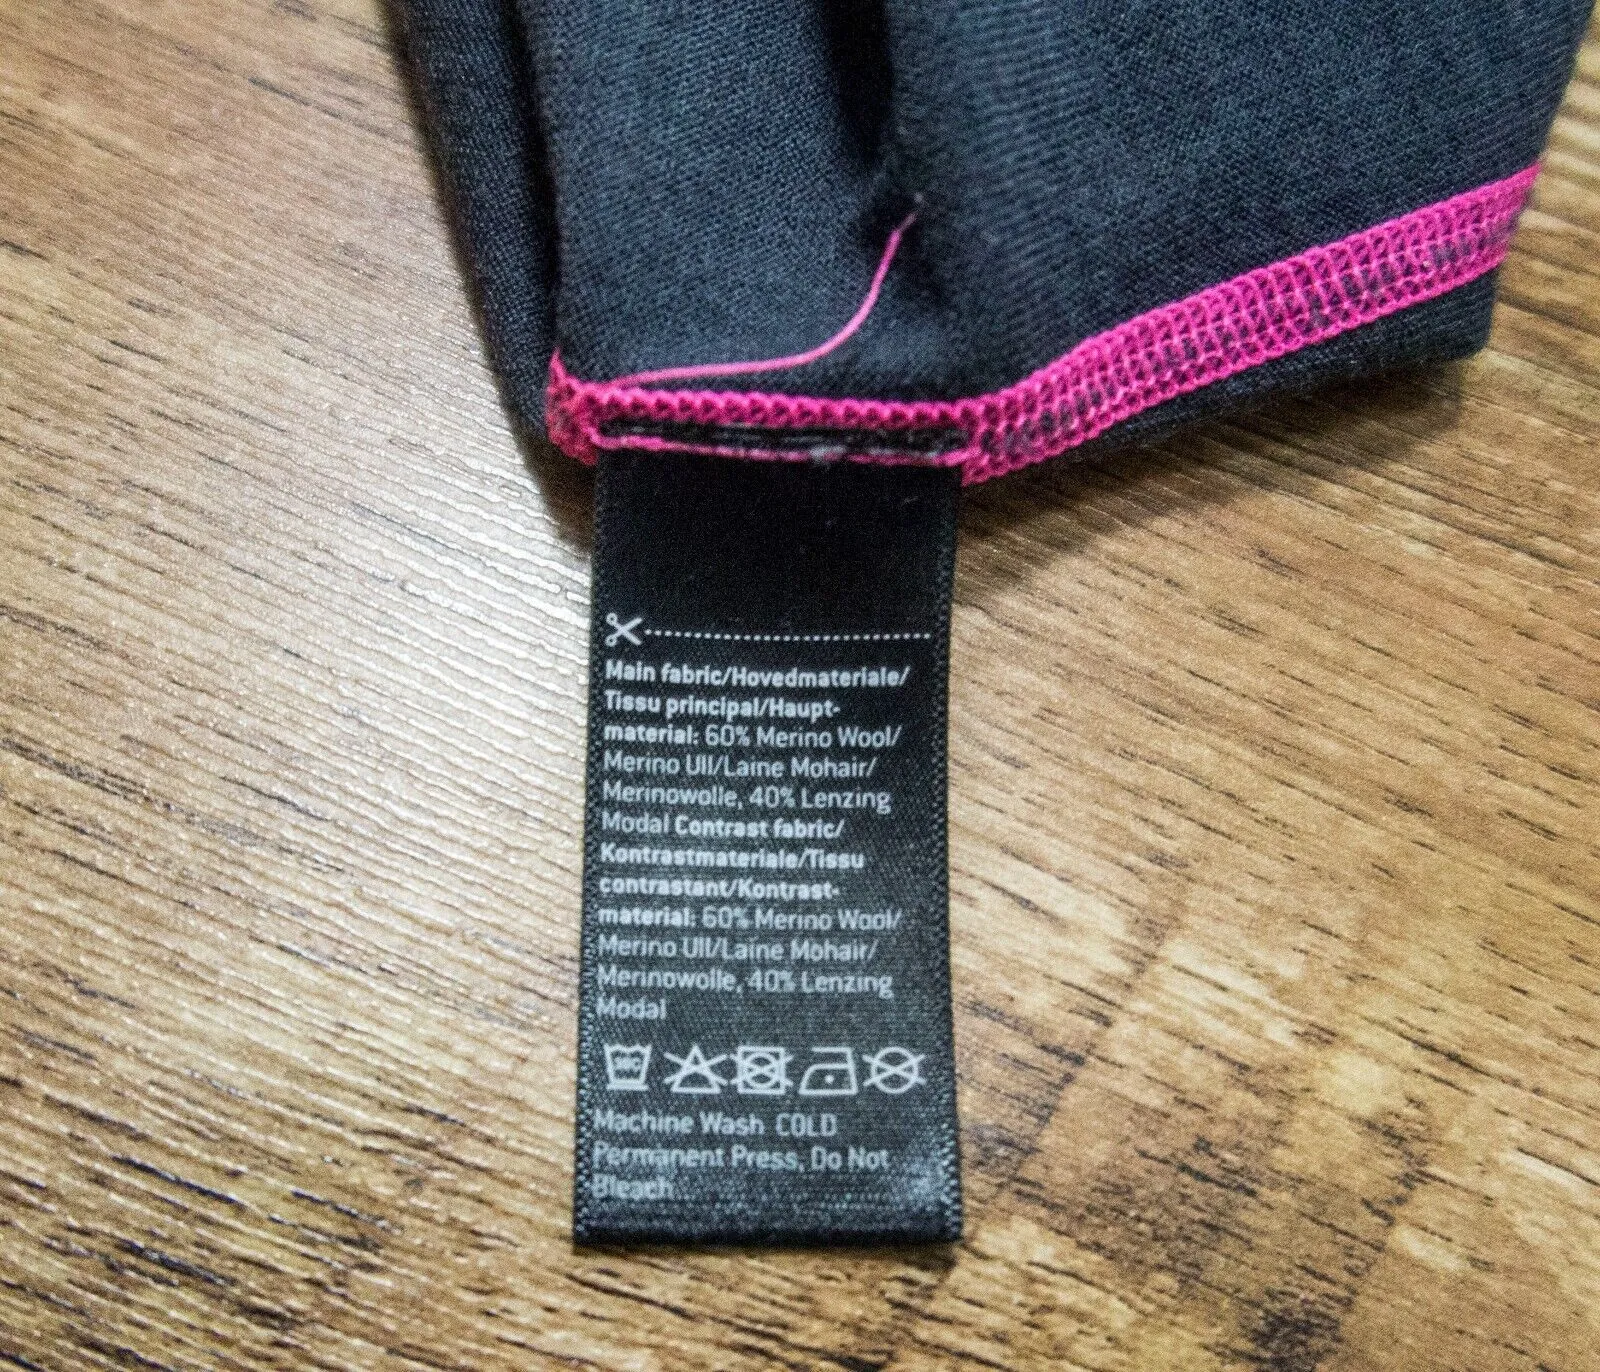 Main fabric/Hovedmateriale/
Tissu principal/Haupt-
material: 60% Merino Wool/
Merino Ull/Laine Mohair/
Merinowolle, 40% Lenzing
Modal Contrast fabric/
Kontrastmateriale/Tissu
contrastant/Kontrast-
material: 60% Merino Wool/
Merino Ull/Laine Mohair/
Merinowolle, 40% Lenzing
Modal
Machine Wash COLD
Permanent Press, Do Not
Bleach